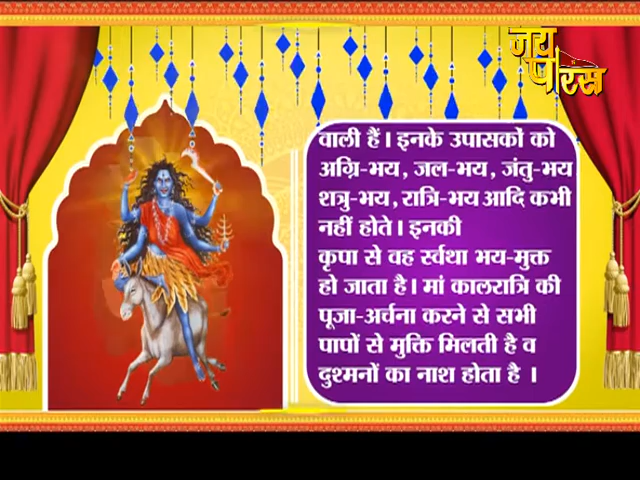 जय
पारस
वाली हैं। इनके उपासकों को
अग्रि-भय, जल-भय, जंतु-भय
शत्रु-भय, रात्रि-भय आदि कभी
नहीं होते। इनकी
कृपा से वह र्स्वथा भय-मुक्त
हो जाता है। मां कालरात्रि की
पूजा-अर्चना करने से सभी
पापों से मुक्ति मिलती है व
दुश्मनों का नाश होता है ।